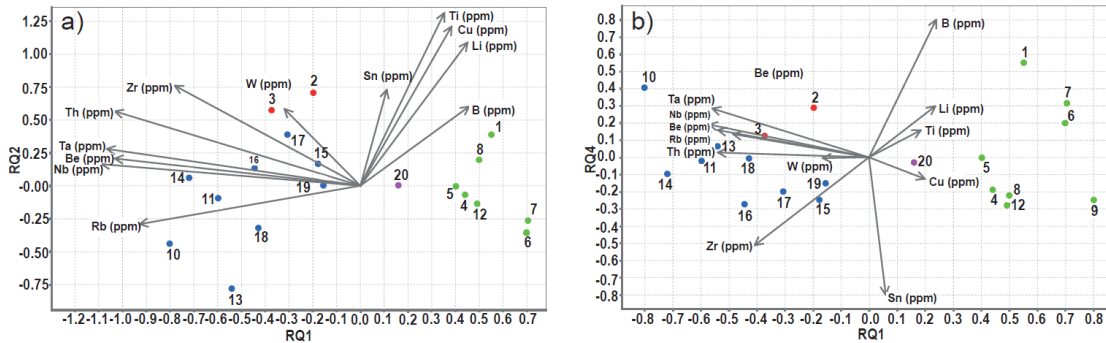 a)
Ti (ppm)
Cu (ppm)
Li (ppm)
Sn (ppm)
W (ppm)
Zr (ppm)
Th (ppm)
B (ppm)
Ta (ppm)
Be (ppm)
Nb (ppm)
Rb (ppm)
2
3
17
15
16
14
11
19
18
10
13
20
1
8
5
4
12
7
6
RQ2
1.25
1.00
0.75
0.50
0.25
-0.00
-0.25
-0.50
-0.75
-1.2 -1.1 -1.0 -0.9 -0.8 -0.7 -0.6 -0.5 -0.4 -0.3 -0.2 -0.1 0.0 0.1 0.2 0.3 0.4 0.5 0.6 0.7
RQ1
b)
B (ppm)
Be (ppm)
Ta (ppm)
Nb (ppm)
Be (ppm)
Rb (ppm)
Th (ppm)
W (ppm)
Zr (ppm)
Li (ppm)
Ti (ppm)
Cu (ppm)
Sn (ppm)
10
2
3
13
11
18
14
19
17
16
15
1
7
6
20
5
4
8
12
9
RQ4
0.8
0.6
0.5
0.4
0.3
0.2
0.1
0.0
-0.1
-0.2
-0.3
-0.4
-0.5
-0.6
-0.7
-0.8
-0.8 -0.7 -0.6 -0.5 -0.4 -0.3 -0.2 -0.1 0.0 0.1 0.2 0.3 0.4 0.5 0.6 0.7 0.8
RQ1